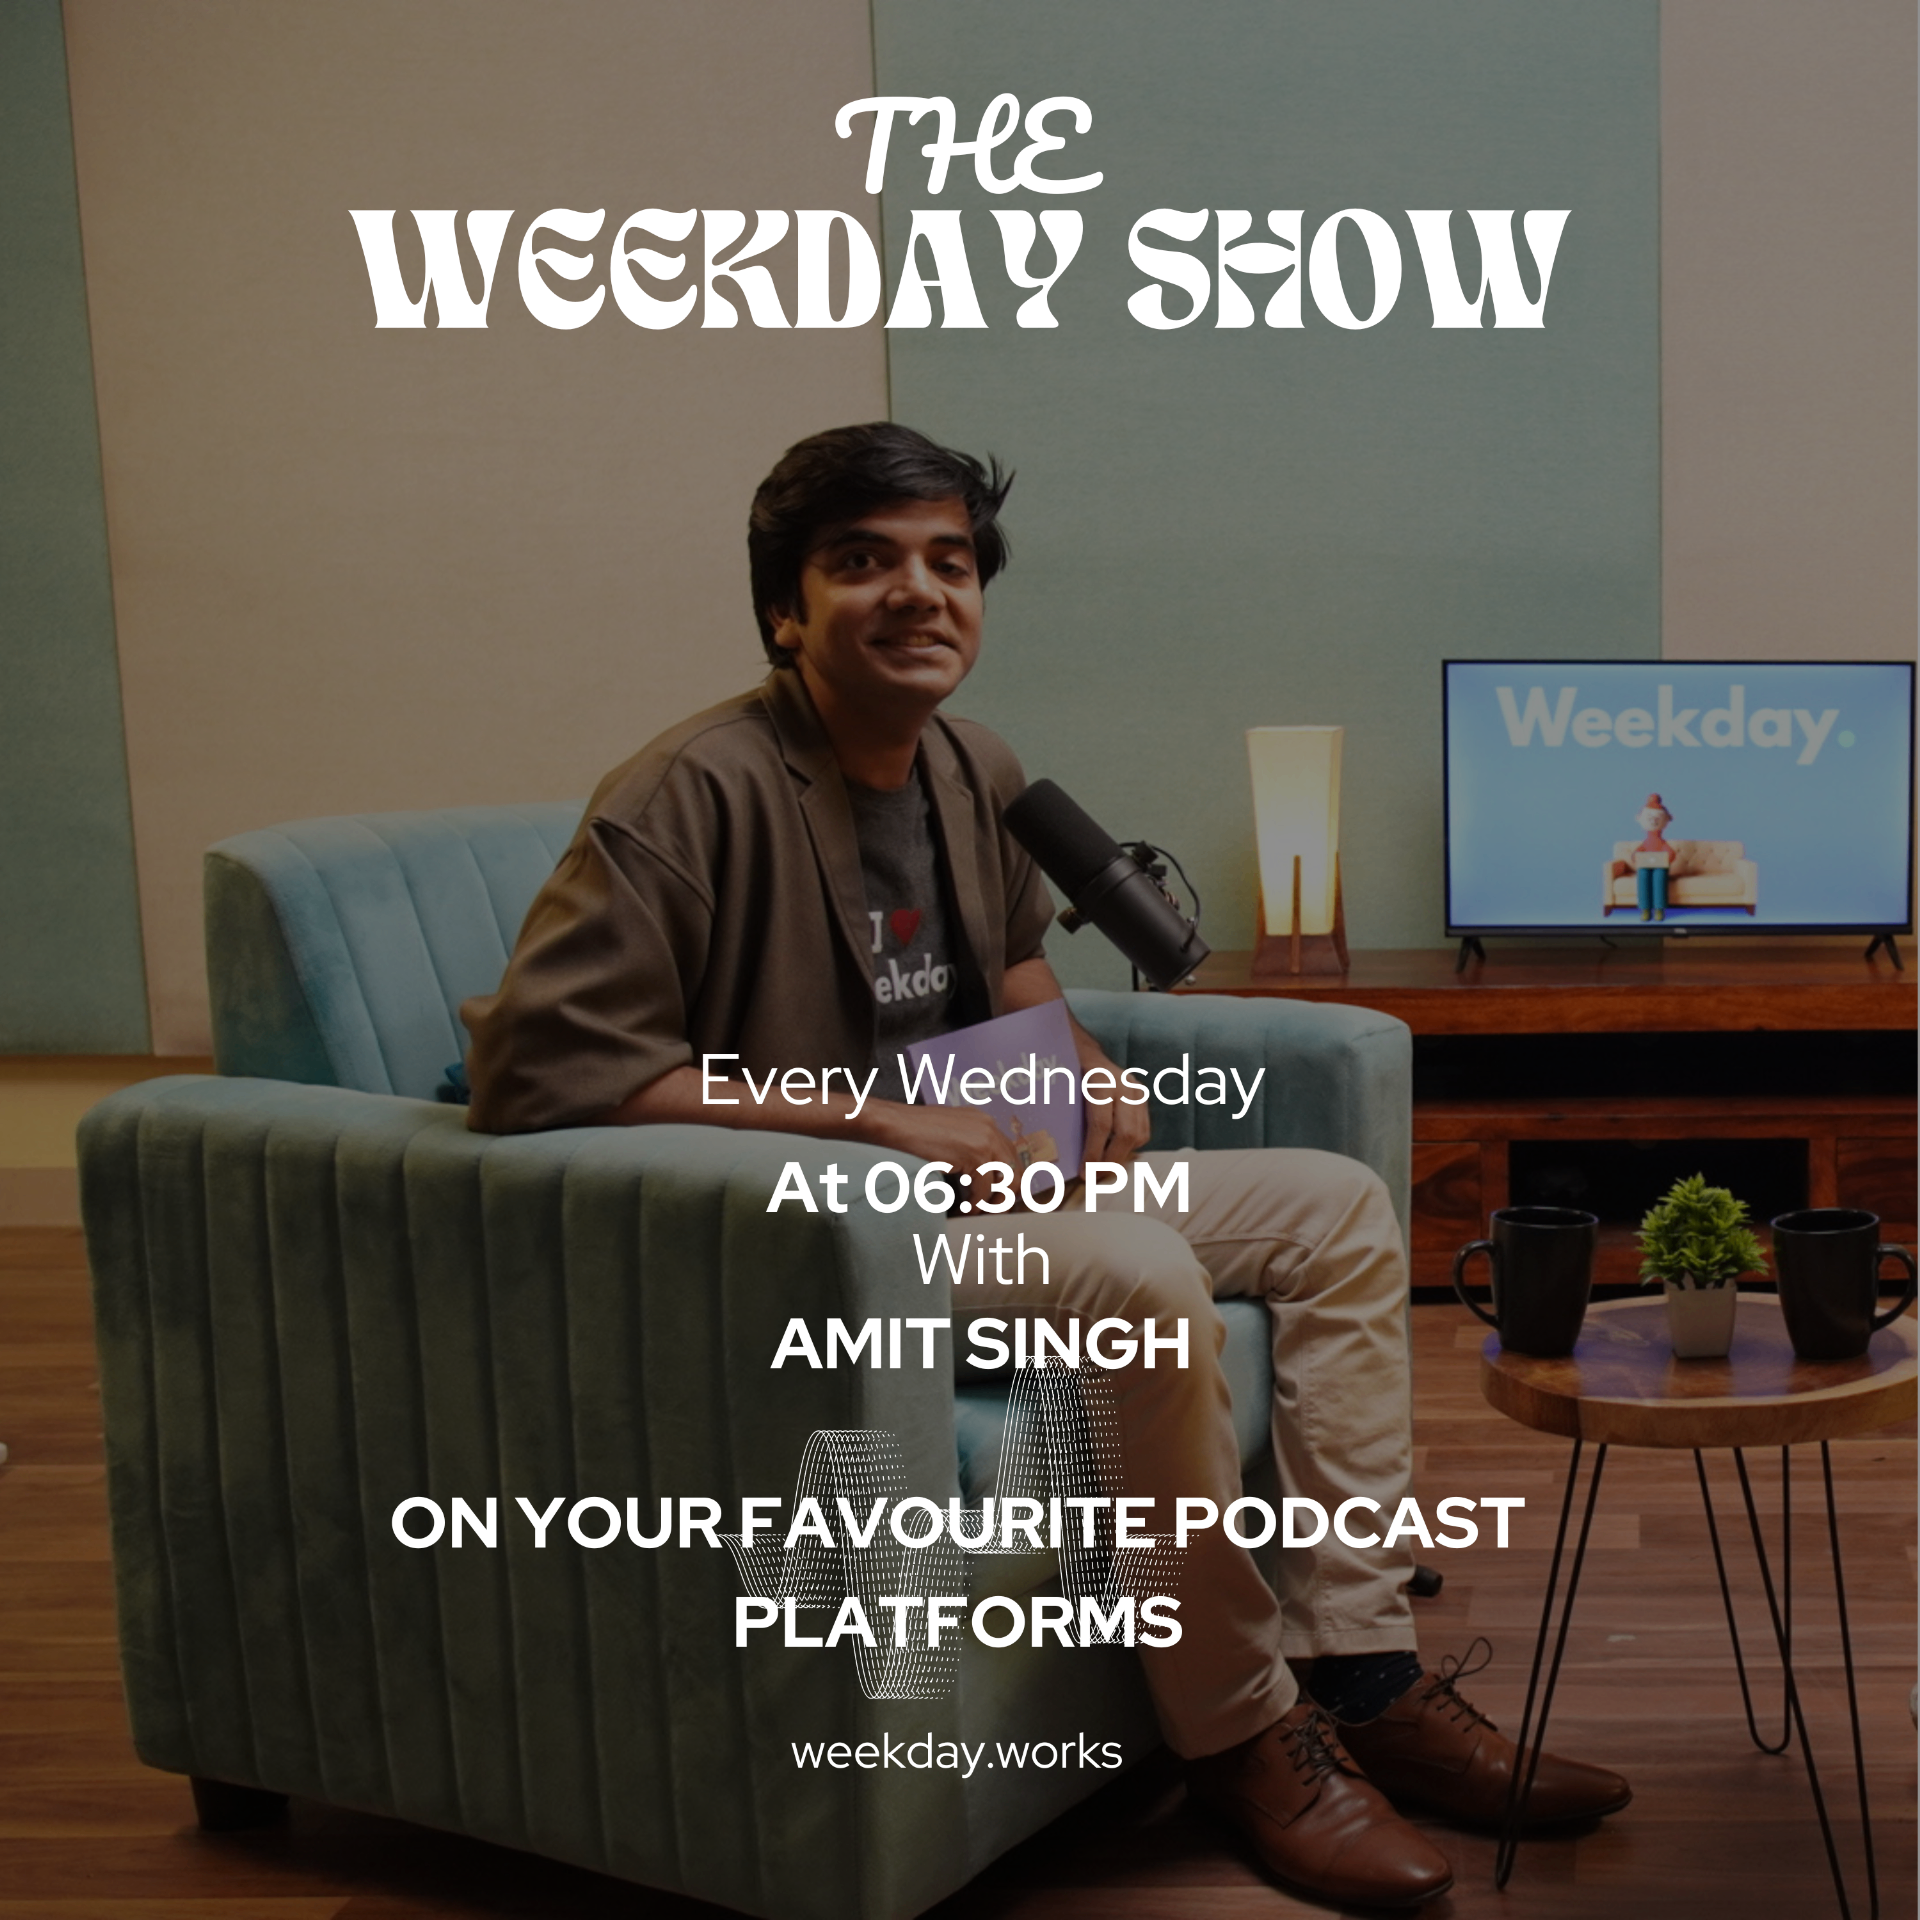 THE
WEEKDAY SHOW
Weekday.
I ❤
ekday
Every Wednesday
At 06:30 PM
With
AMIT SINGH
ON YOUR FAVOURITE PODCAST
PLATFORMS
weekday.works